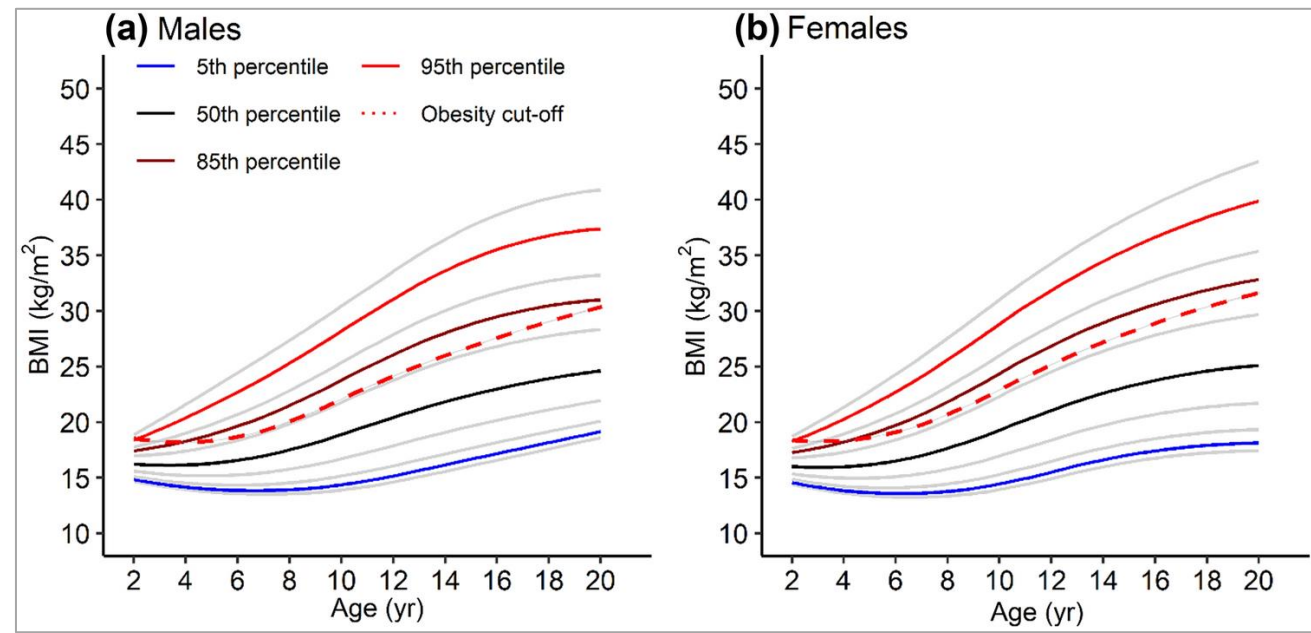 (a) Males
5th percentile
95th percentile
50th percentile
Obesity cut-off
85th percentile
BMI (kg/m²)
50
45
40
35
30
25
20
15
10
2 4 6 8 10 12 14 16 18 20
Age (yr)
(b) Females
BMI (kg/m²)
50
45
40
35
30
25
20
15
10
2 4 6 8 10 12 14 16 18 20
Age (yr)